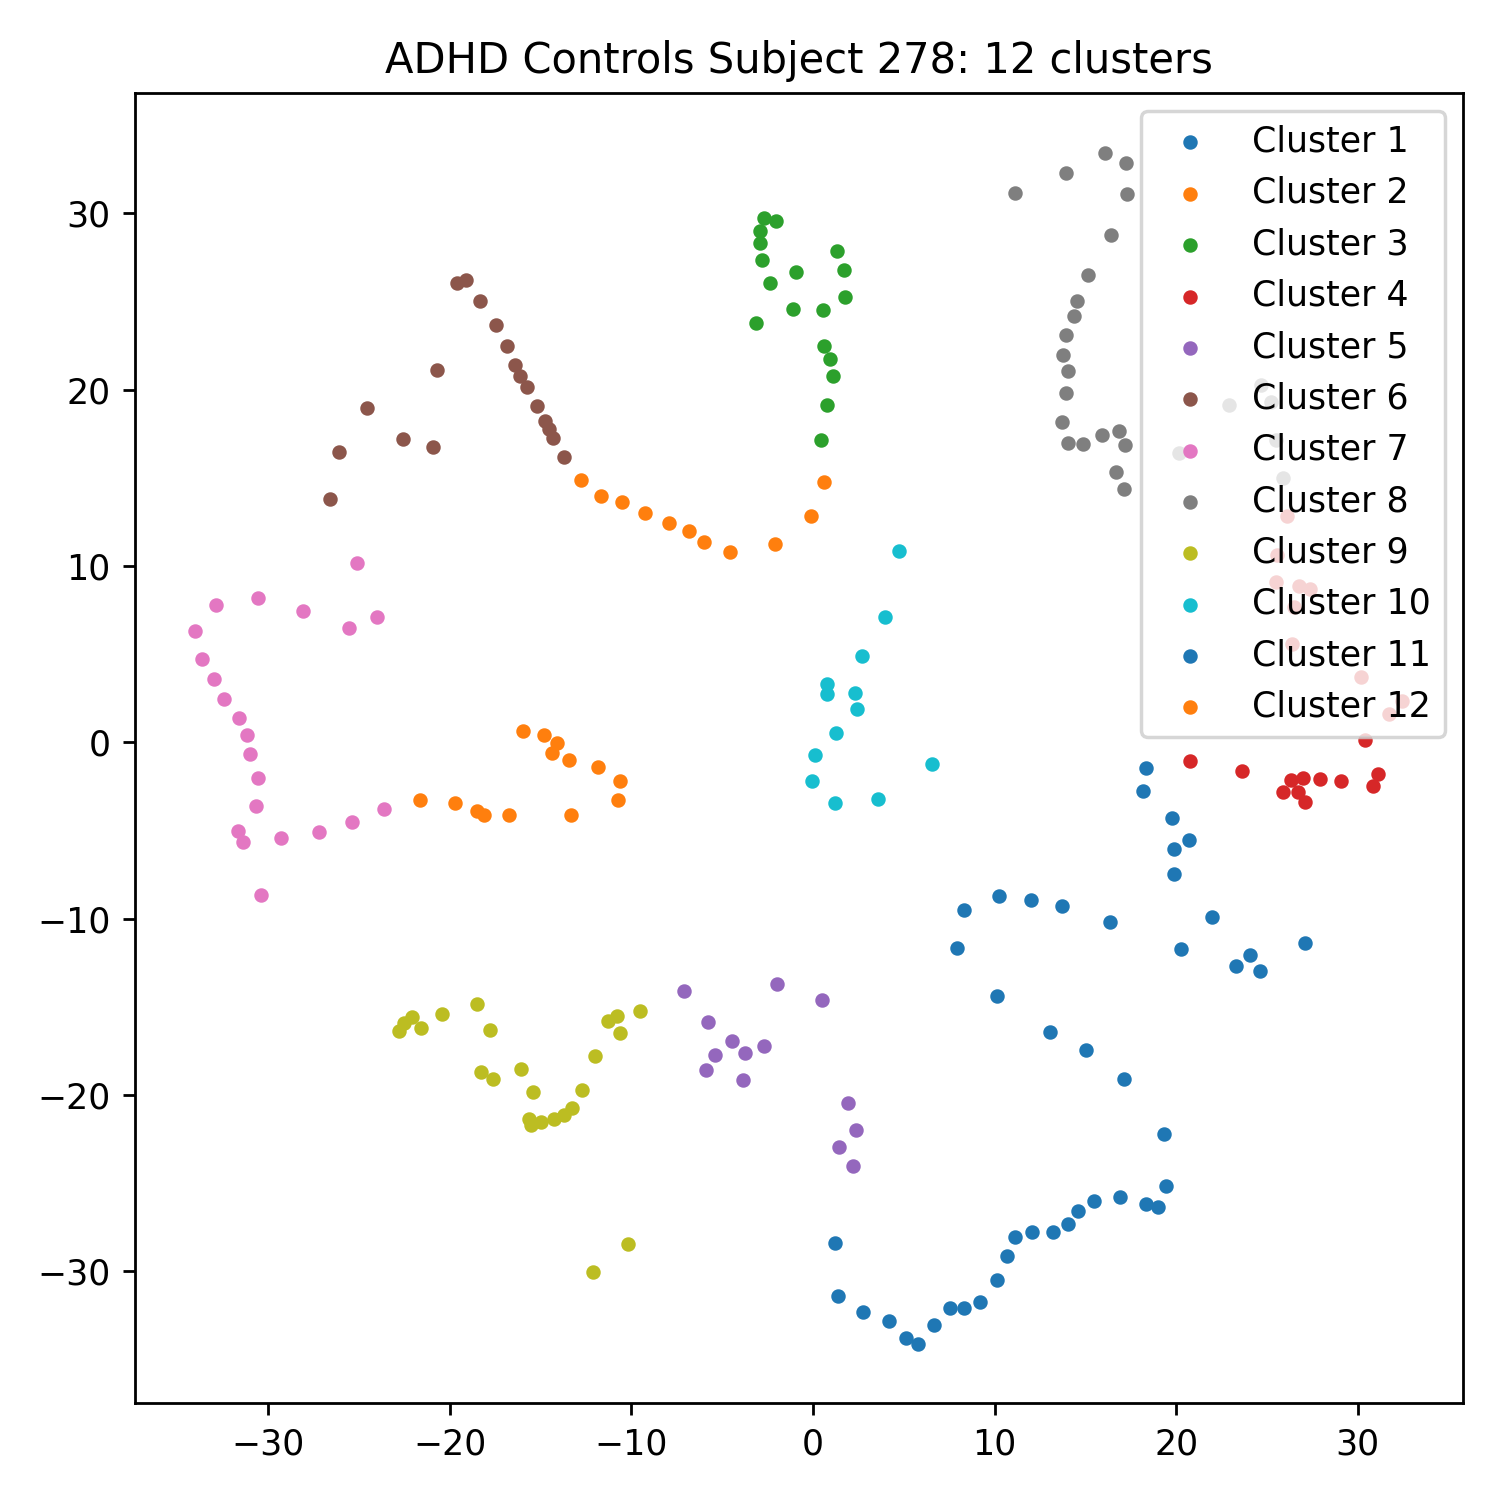 ADHD Controls Subject 278: 12 clusters
Cluster 1
Cluster 2
Cluster 3
Cluster 4
Cluster 5
Cluster 6
Cluster 7
Cluster 8
Cluster 9
Cluster 10
Cluster 11
Cluster 12
30
20
10
0
−10
−20
−30
−30 −20 −10 0 10 20 30